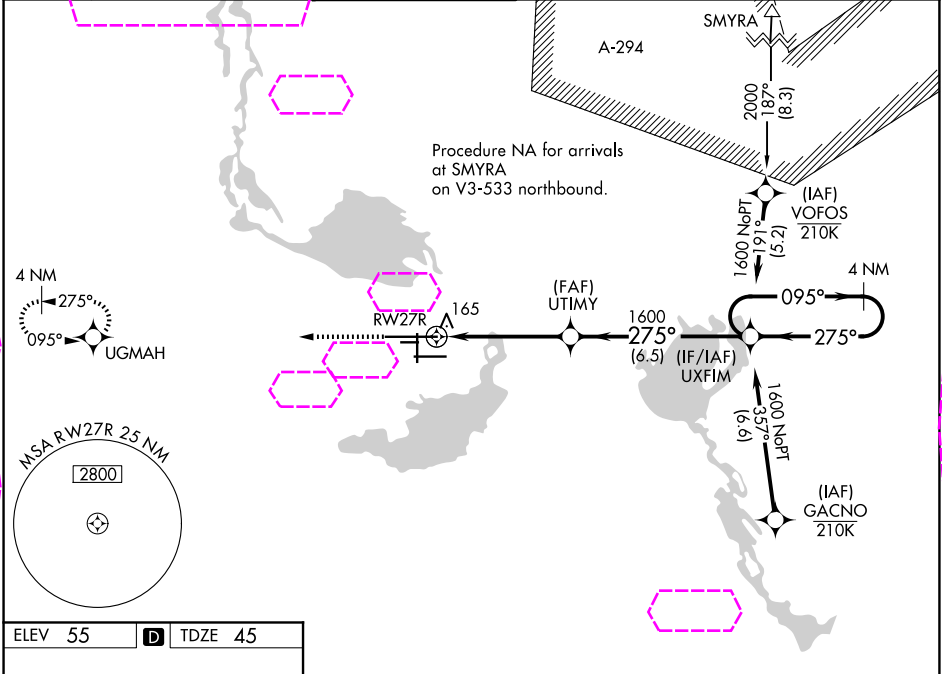 SMYRA
A-294
2000
187°
(8.3)
Procedure NA for arrivals
at SMYRA
on V3-533 northbound.
(IAF)
VOFOS
210K
1600 NoPT
191°
(5.2)
4 NM
275°
095°
UGMAH
RW27R
165
(FAF)
UTIMY
1600
275°
(6.5)
(IF/IAF)
UXFIM
4 NM
095°
275°
1600 NoPT
357°
(6.6)
(IAF)
GACNO
210K
MSA RW27R 25 NM
2800
ELEV 55 D TDZE 45